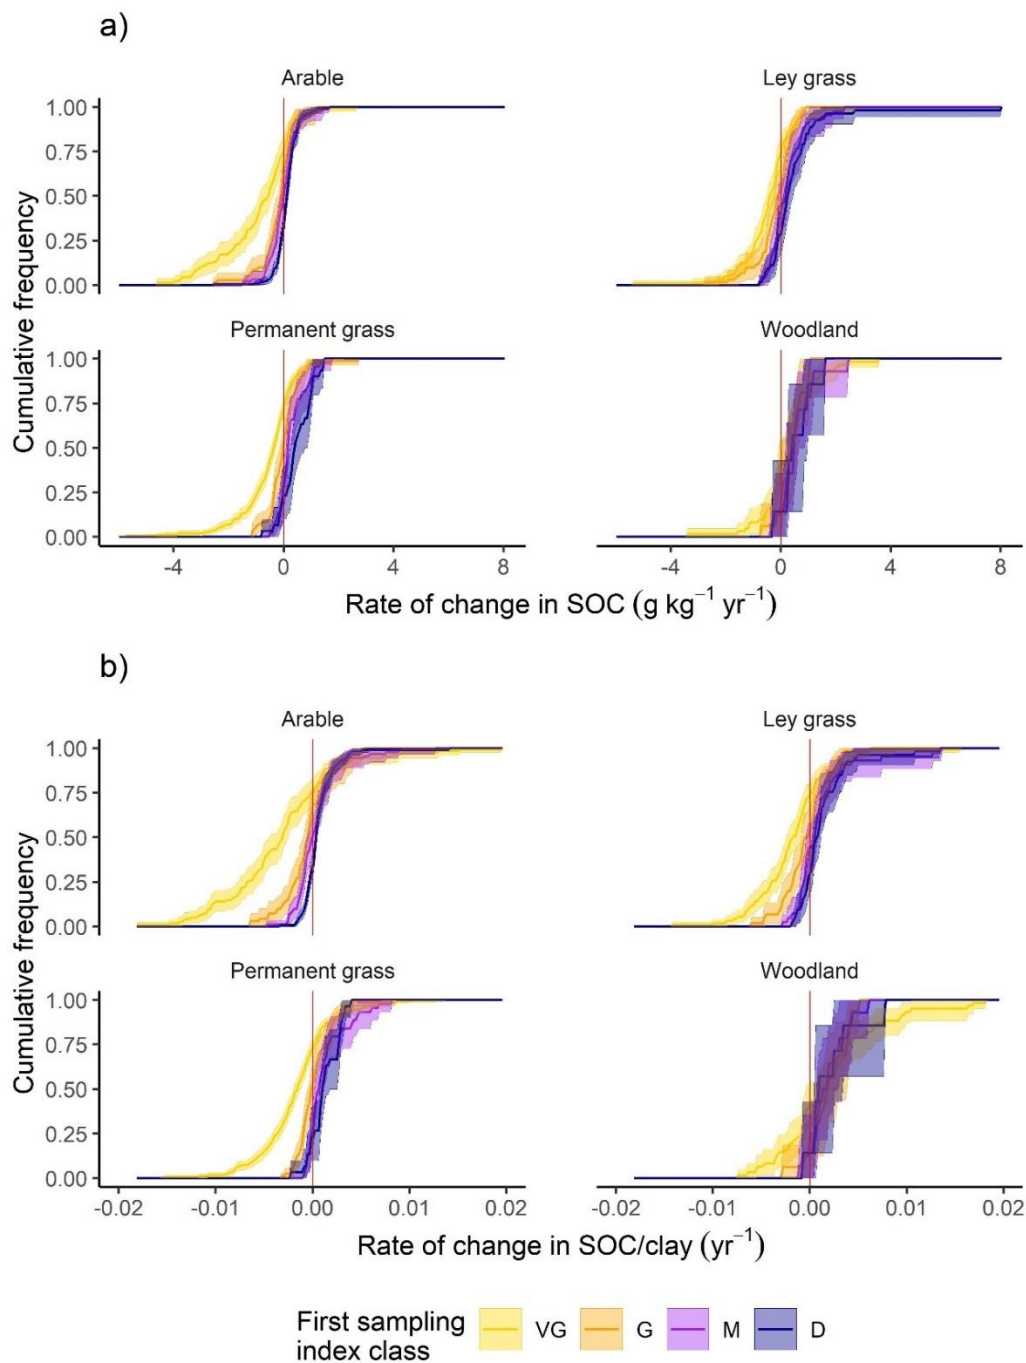 a)
Arable
Ley grass
1.00
0.75
0.50
0.25
0.00
Permanent grass
Woodland
1.00
0.75
0.50
0.25
0.00
Cumulative frequency
Cumulative frequency
-4 0 4 8
-4 0 4 8
Rate of change in SOC (g kg⁻¹ yr⁻¹)
b)
Arable
Ley grass
1.00
0.75
0.50
0.25
0.00
Permanent grass
Woodland
1.00
0.75
0.50
0.25
0.00
-0.02 -0.01 0.00 0.01 0.02
-0.02 -0.01 0.00 0.01 0.02
Rate of change in SOC/clay (yr⁻¹)
First sampling
index class
VG G M D